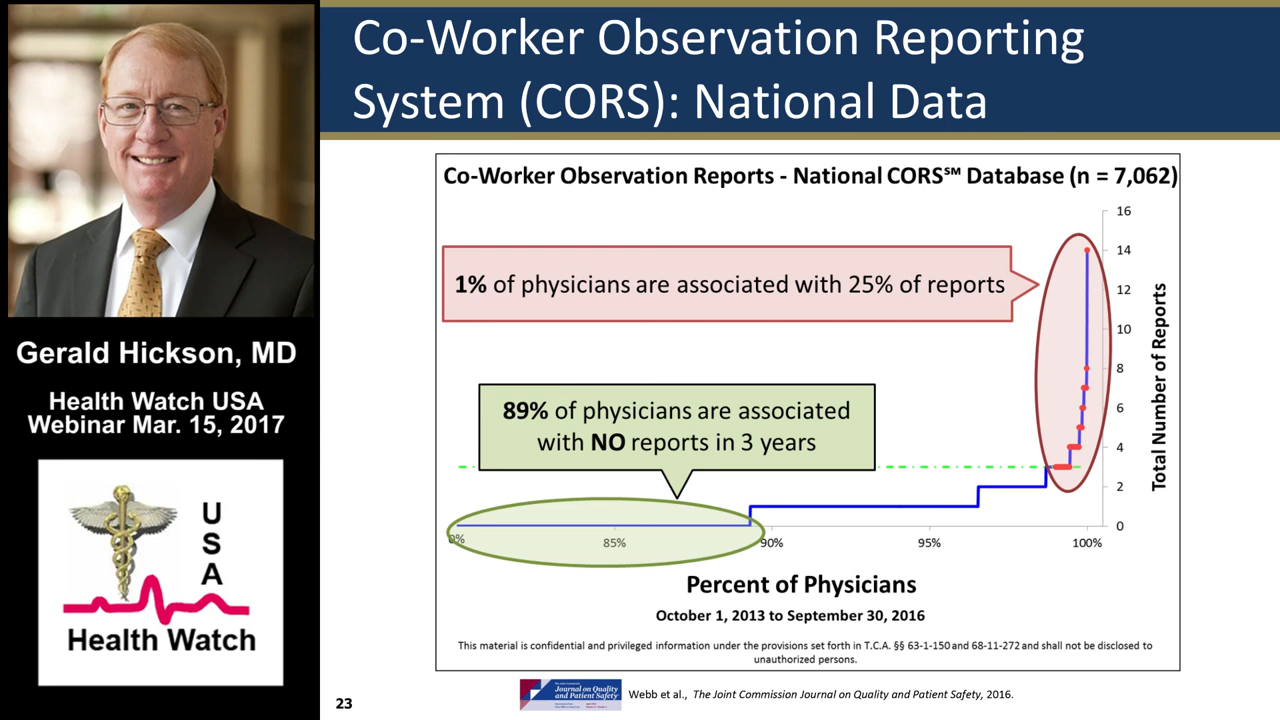 Co-Worker Observation Reporting
System (CORS): National Data
Gerald Hickson, MD
Health Watch USA
Webinar Mar. 15, 2017
U
S
A
Health Watch
Co-Worker Observation Reports - National CORS℠ Database (n = 7,062)
1% of physicians are associated with 25% of reports
89% of physicians are associated
with NO reports in 3 years
16
14
12
10
8
6
4
2
0
Total Number of Reports
0% 85% 90% 95% 100%
Percent of Physicians
October 1, 2013 to September 30, 2016
This material is confidential and privileged information under the provisions set forth in T.C.A. §§ 63-1-150 and 68-11-272 and shall not be disclosed to
unauthorized persons.
Journal on Quality
and Patient Safety
Webb et al., The Joint Commission Journal on Quality and Patient Safety, 2016.
23